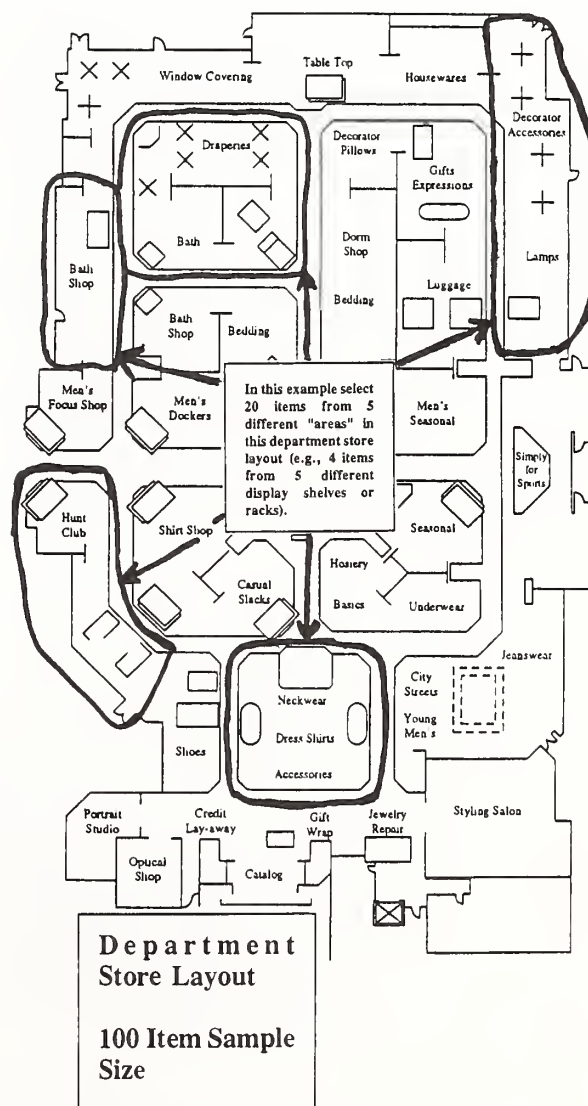 Table Top
Window Covering
Housewares
Decorator
Accessories
Draperies
Decorator
Pillows
Gifts
Expressions
Bath
Dorm
Shop
Lamps
Bath
Shop
Bedding
Luggage
Bath
Shop
Bedding
Men's
Focus Shop
Men's
Dockers
In this example select
20 items from 5
different "areas" in
this department store
layout (e.g., 4 items
from 5 different
display shelves or
racks).
Men's
Seasonal
Simply
for
Sports
Hunt
Club
Shirt Shop
Seasonal
Hosiery
Casual
Slacks
Basics
Underwear
Jeanswear
City
Streets
Young
Men's
Neckwear
Dress Shirts
Accessories
Shoes
Portrait
Studio
Credit
Lay-away
Gift
Wrap
Jewelry
Repair
Styling Salon
Optical
Shop
Catalog
Department
Store Layout
100 Item Sample
Size